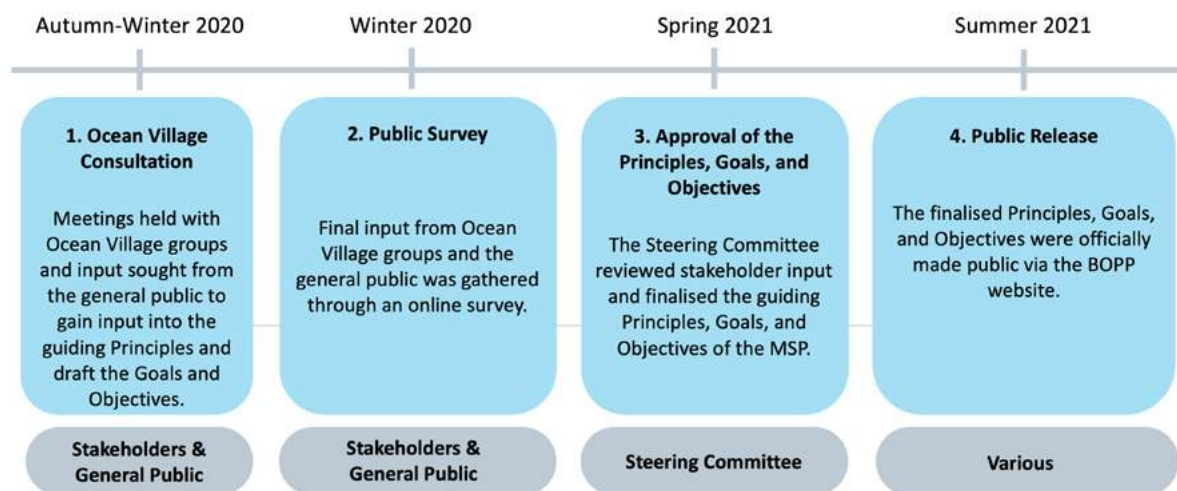 Autumn-Winter 2020
Winter 2020
Spring 2021
Summer 2021
1. Ocean Village
Consultation
Meetings held with
Ocean Village groups
and input sought from
the general public to
gain input into the
guiding Principles and
draft the Goals and
Objectives.
Stakeholders &
General Public
2. Public Survey
Final input from Ocean
Village groups and the
general public was gathered
through an online survey.
Stakeholders &
General Public
3. Approval of the
Principles, Goals, and
Objectives
The Steering Committee
reviewed stakeholder input
and finalised the guiding
Principles, Goals, and
Objectives of the MSP.
Steering Committee
4. Public Release
The finalised Principles, Goals,
and Objectives were officially
made public via the BOPP
website.
Various